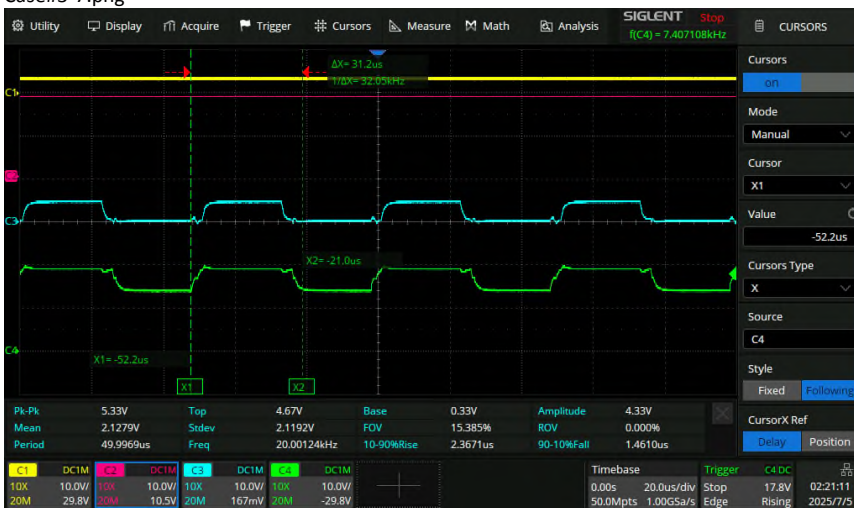 Utility Display Acquire Trigger Cursors Measure Math Analysis SIGLENT Stop
f(C4) = 7.407108kHz
CURSORS
Cursors
on
Mode
Manual
Cursor
X1
Value
-52.2us
Cursors Type
X
Source
C4
Style
Fixed Following
CursorX Ref
Delay Position
ΔX= 31.2us
1/ΔX= 32.05kHz
C1
C2
C3
X2= -21.0us
C4
X1= -52.2us
X1 X2
Pk-Pk 5.33V Top 4.67V Base 0.33V Amplitude 4.33V
Mean 2.1279V Stdev 2.1192V FOV 15.385% ROV 0.000%
Period 49.9969us Freq 20.00124kHz 10-90%Rise 2.3671us 90-10%Fall 1.4610us
C1 DC1M C2 DC1M C3 DC1M C4 DC1M Timebase Trigger C4 DC
10X 10.0V/ 10X 10.0V/ 10X 10.0V/ 10X 10.0V/ 0.00s 20.0us/div Stop 17.8V 02:21:11
20M 29.8V 20M 10.5V 20M 167mV 20M -29.8V 50.0Mpts 1.00GSa/s Edge Rising 2025/7/5